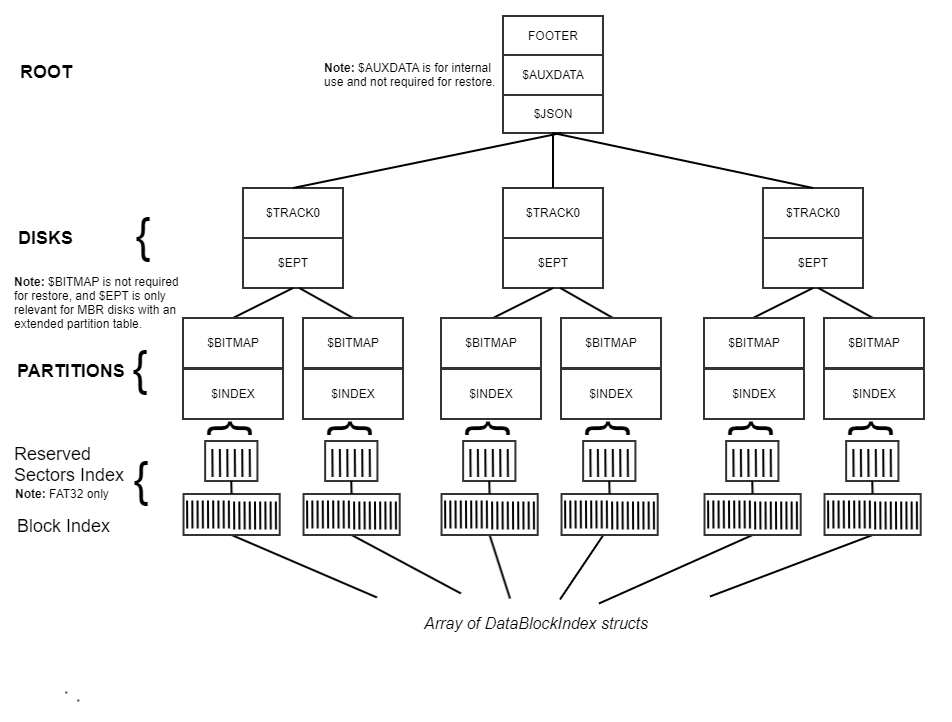 FOOTER
ROOT
Note: $AUXDATA is for internal
use and not required for restore.
$AUXDATA
$JSON
$TRACK0
$TRACK0
$TRACK0
DISKS
{
$EPT
$EPT
$EPT
Note: $BITMAP is not required
for restore, and $EPT is only
relevant for MBR disks with an
extended partition table.
$BITMAP
$BITMAP
$BITMAP
$BITMAP
$BITMAP
$BITMAP
PARTITIONS
{
$INDEX
$INDEX
$INDEX
$INDEX
$INDEX
$INDEX
Reserved
Sectors Index
{
Note: FAT32 only
Block Index
Array of DataBlockIndex structs